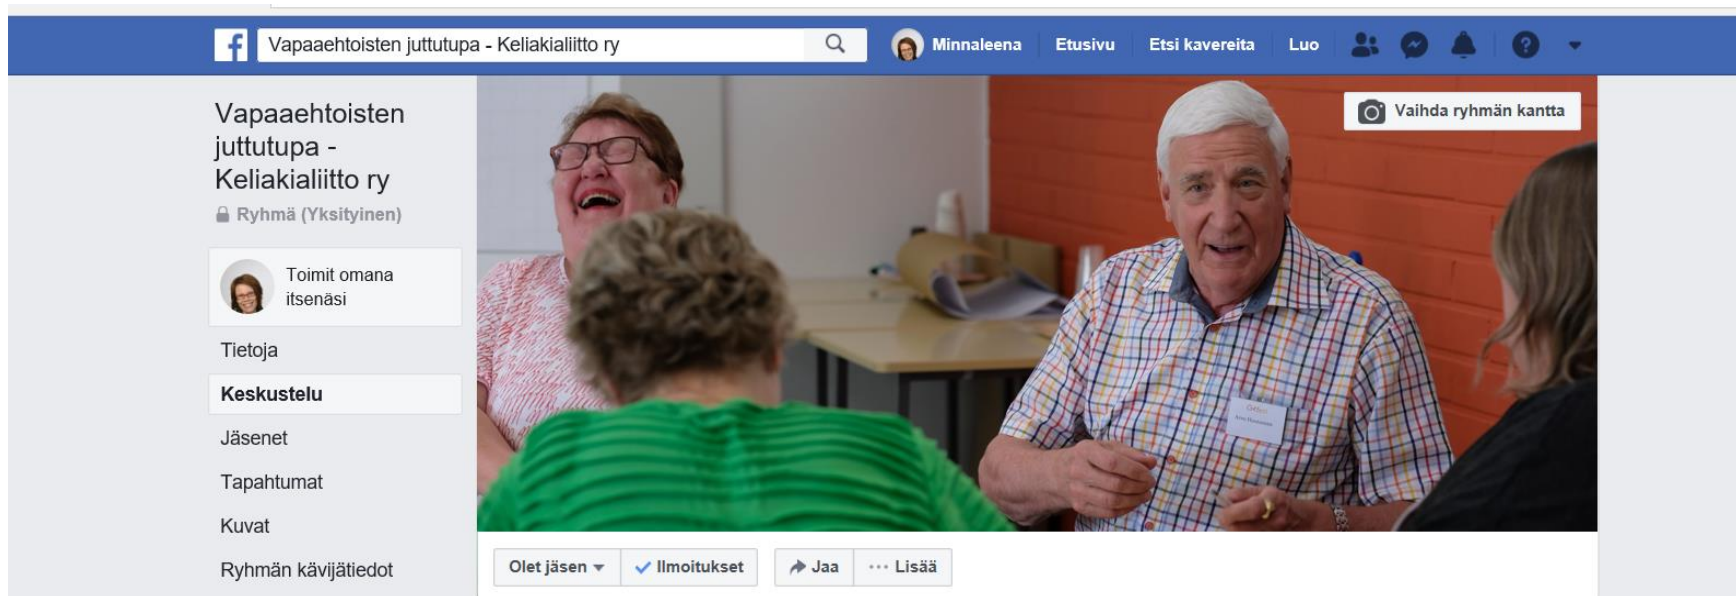 Vapaaehtoisten juttutupa - Keliakialiitto ry
Minnaleena Etusivu Etsi kavereita Luo
Vapaaehtoisten
juttutupa -
Keliakialiitto ry
Ryhmä (Yksityinen)
Vaihda ryhmän kantta
Toimit omana
itsenäsi
Tietoja
Keskustelu
Jäsenet
Tapahtumat
Kuvat
Ryhmän kävijätiedot
Olet jäsen Ilmoitukset Jaa ··· Lisää